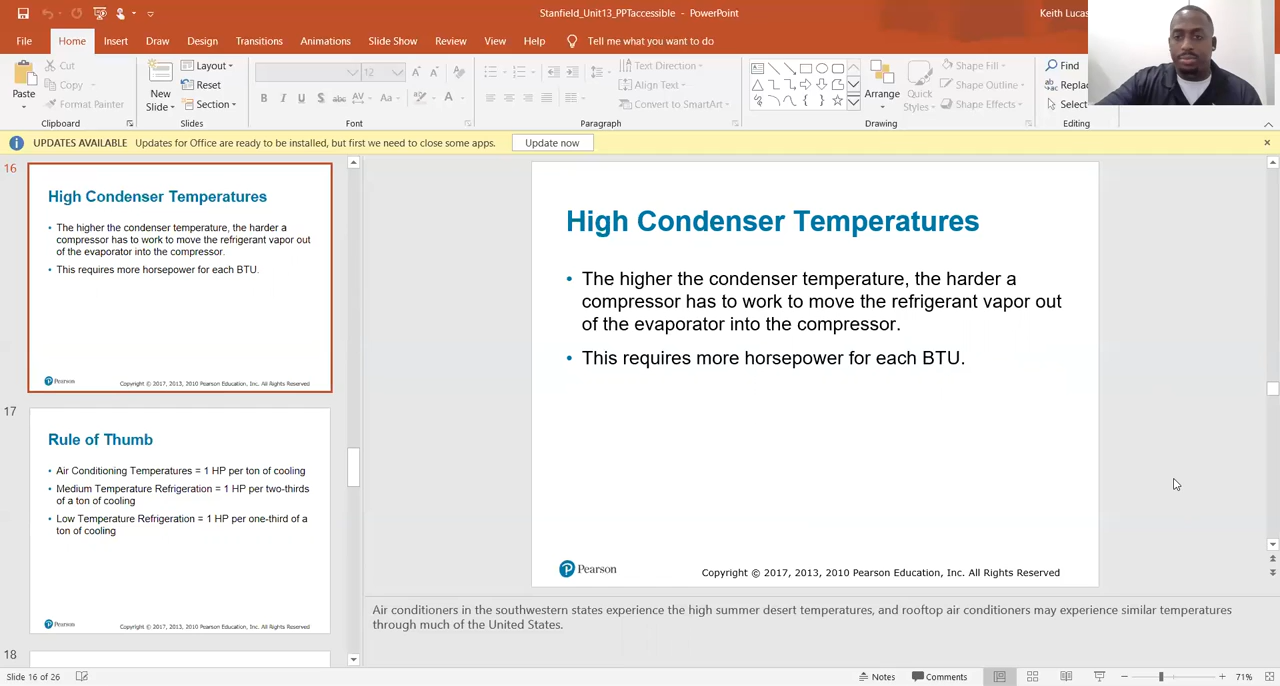 Stanfield_Unit13_PPTaccessible - PowerPoint
Keith Lucas
File Home Insert Draw Design Transitions Animations Slide Show Review View Help Tell me what you want to do
Paste
Cut
Copy
Format Painter
Clipboard
New
Slide
Layout
Reset
Section
Slides
12
B I U S abc AV Aa A
Font
Text Direction
Align Text
Convert to SmartArt
Paragraph
Arrange
Quick
Styles
Shape Fill
Shape Outline
Shape Effects
Drawing
Find
Replac
Select
Editing
UPDATES AVAILABLE Updates for Office are ready to be installed, but first we need to close some apps. Update now
16
High Condenser Temperatures
• The higher the condenser temperature, the harder a
compressor has to work to move the refrigerant vapor out
of the evaporator into the compressor.
• This requires more horsepower for each BTU.
Pearson
Copyright © 2017, 2013, 2010 Pearson Education, Inc. All Rights Reserved
17
Rule of Thumb
• Air Conditioning Temperatures = 1 HP per ton of cooling
• Medium Temperature Refrigeration = 1 HP per two-thirds
of a ton of cooling
• Low Temperature Refrigeration = 1 HP per one-third of a
ton of cooling
Pearson
Copyright © 2017, 2013, 2010 Pearson Education, Inc. All Rights Reserved
18
High Condenser Temperatures
• The higher the condenser temperature, the harder a
compressor has to work to move the refrigerant vapor out
of the evaporator into the compressor.
• This requires more horsepower for each BTU.
Pearson
Copyright © 2017, 2013, 2010 Pearson Education, Inc. All Rights Reserved
Air conditioners in the southwestern states experience the high summer desert temperatures, and rooftop air conditioners may experience similar temperatures
through much of the United States.
Slide 16 of 26
Notes
Comments
71%